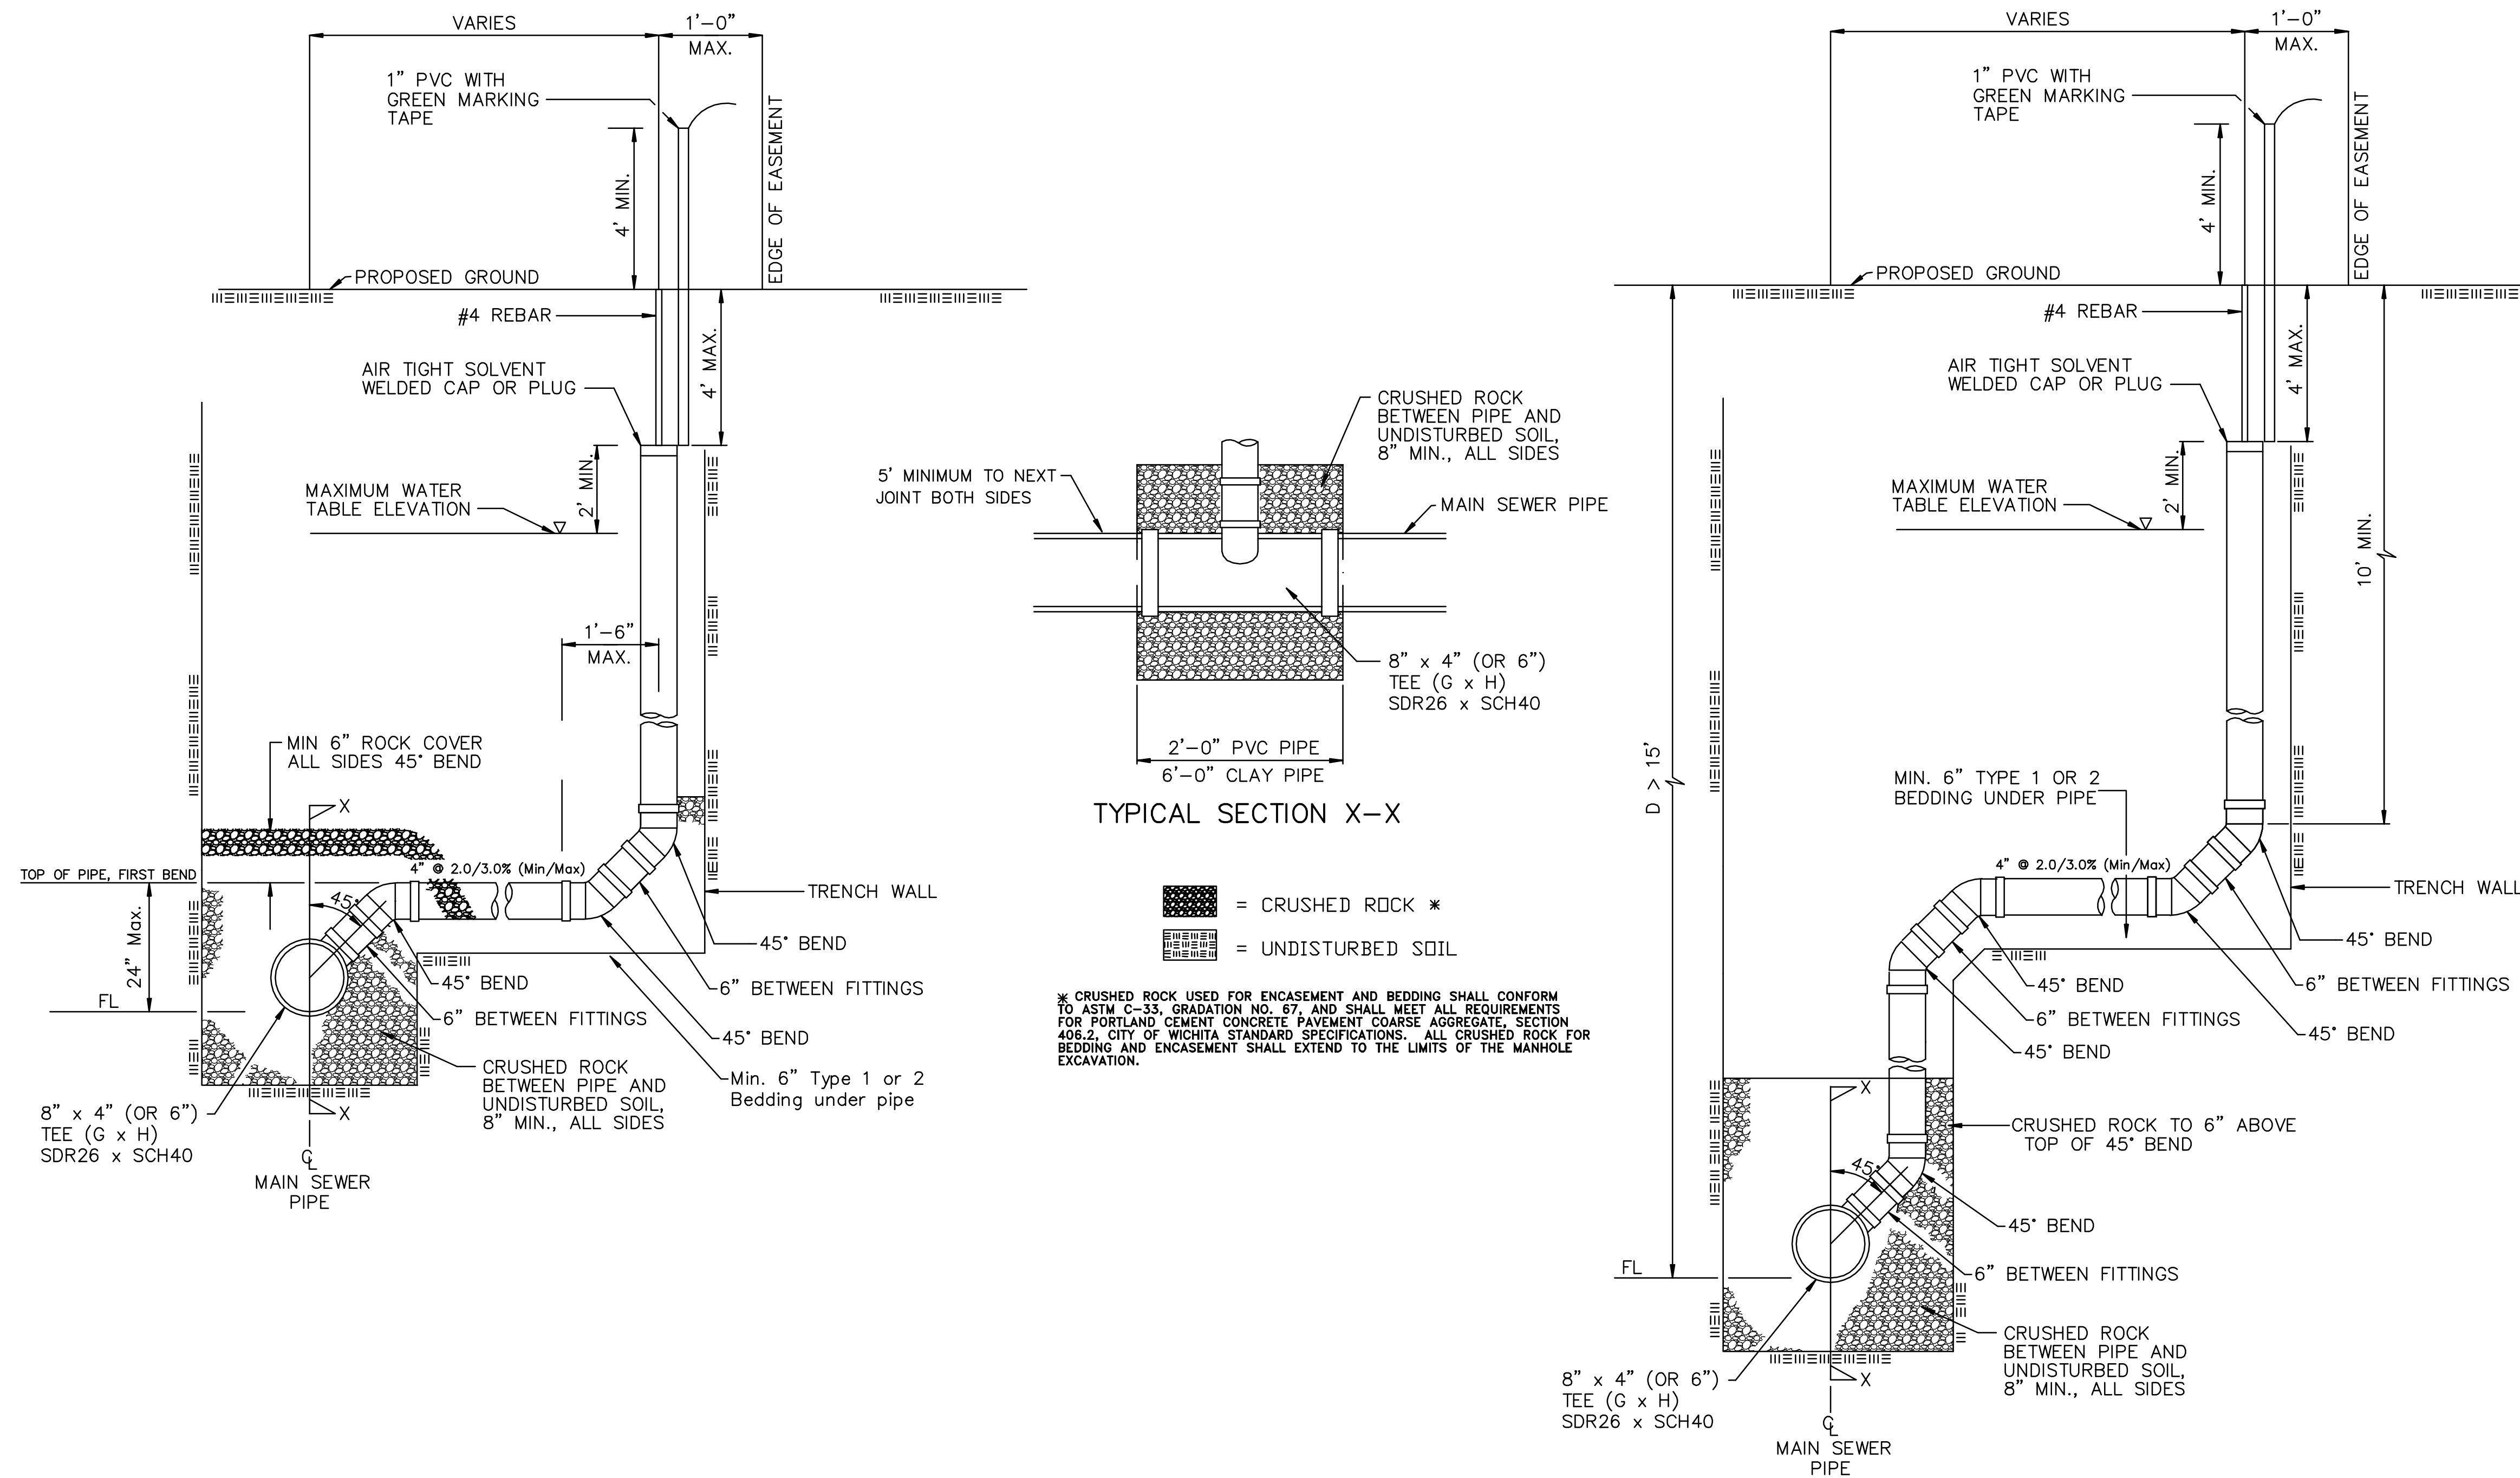 VARIES
1'-0"
MAX.
1" PVC WITH
GREEN MARKING
TAPE
4' MIN.
EDGE OF EASEMENT
PROPOSED GROUND
#4 REBAR
4' MAX.
AIR TIGHT SOLVENT
WELDED CAP OR PLUG
2' MIN.
MAXIMUM WATER
TABLE ELEVATION
1'-6"
MAX.
MIN 6" ROCK COVER
ALL SIDES 45° BEND
X
TOP OF PIPE, FIRST BEND
4" @ 2.0/3.0% (Min/Max)
45°
24" Max.
FL
TRENCH WALL
45° BEND
6" BETWEEN FITTINGS
45° BEND
45° BEND
6" BETWEEN FITTINGS
Min. 6" Type 1 or 2
Bedding under pipe
CRUSHED ROCK
BETWEEN PIPE AND
UNDISTURBED SOIL,
8" MIN., ALL SIDES
8" x 4" (OR 6")
TEE (G x H)
SDR26 x SCH40
X
CL
MAIN SEWER
PIPE
CRUSHED ROCK
BETWEEN PIPE AND
UNDISTURBED SOIL,
8" MIN., ALL SIDES
5' MINIMUM TO NEXT
JOINT BOTH SIDES
MAIN SEWER PIPE
8" x 4" (OR 6")
TEE (G x H)
SDR26 x SCH40
2'-0" PVC PIPE
6'-0" CLAY PIPE
TYPICAL SECTION X-X
= CRUSHED ROCK *
= UNDISTURBED SOIL
* CRUSHED ROCK USED FOR ENCASEMENT AND BEDDING SHALL CONFORM
TO ASTM C-33, GRADATION NO. 67, AND SHALL MEET ALL REQUIREMENTS
FOR PORTLAND CEMENT CONCRETE PAVEMENT COARSE AGGREGATE, SECTION
406.2, CITY OF WICHITA STANDARD SPECIFICATIONS. ALL CRUSHED ROCK FOR
BEDDING AND ENCASEMENT SHALL EXTEND TO THE LIMITS OF THE MANHOLE
EXCAVATION.
VARIES
1'-0"
MAX.
1" PVC WITH
GREEN MARKING
TAPE
4' MIN.
EDGE OF EASEMENT
PROPOSED GROUND
#4 REBAR
4' MAX.
AIR TIGHT SOLVENT
WELDED CAP OR PLUG
2' MIN.
MAXIMUM WATER
TABLE ELEVATION
10' MIN.
D > 15'
MIN. 6" TYPE 1 OR 2
BEDDING UNDER PIPE
4" @ 2.0/3.0% (Min/Max)
TRENCH WALL
45° BEND
6" BETWEEN FITTINGS
45° BEND
45° BEND
6" BETWEEN FITTINGS
45° BEND
X
CRUSHED ROCK TO 6" ABOVE
TOP OF 45° BEND
45°
45° BEND
6" BETWEEN FITTINGS
FL
CRUSHED ROCK
BETWEEN PIPE AND
UNDISTURBED SOIL,
8" MIN., ALL SIDES
8" x 4" (OR 6")
TEE (G x H)
SDR26 x SCH40
X
CL
MAIN SEWER
PIPE